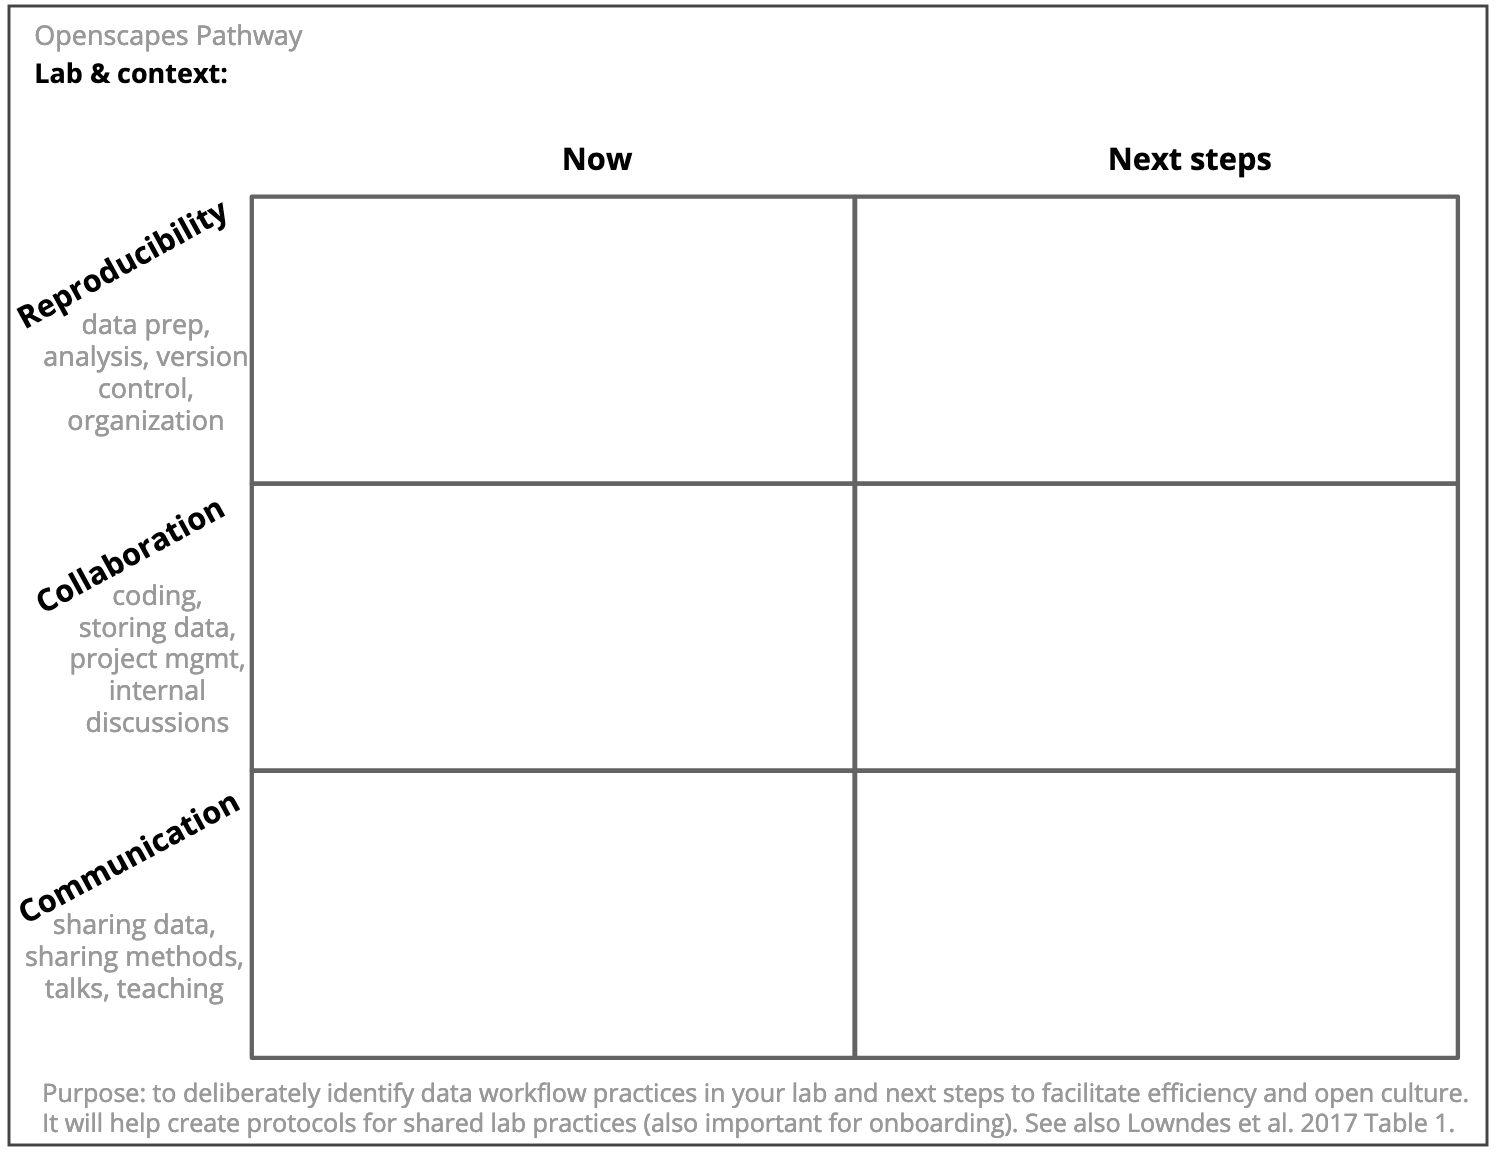 Openscapes Pathway
Lab & context:
Now
Next steps
Reproducibility
data prep,
analysis, version
control,
organization
Collaboration
coding,
storing data,
project mgmt,
internal
discussions
Communication
sharing data,
sharing methods,
talks, teaching
Purpose: to deliberately identify data workflow practices in your lab and next steps to facilitate efficiency and open culture.
It will help create protocols for shared lab practices (also important for onboarding). See also Lowndes et al. 2017 Table 1.